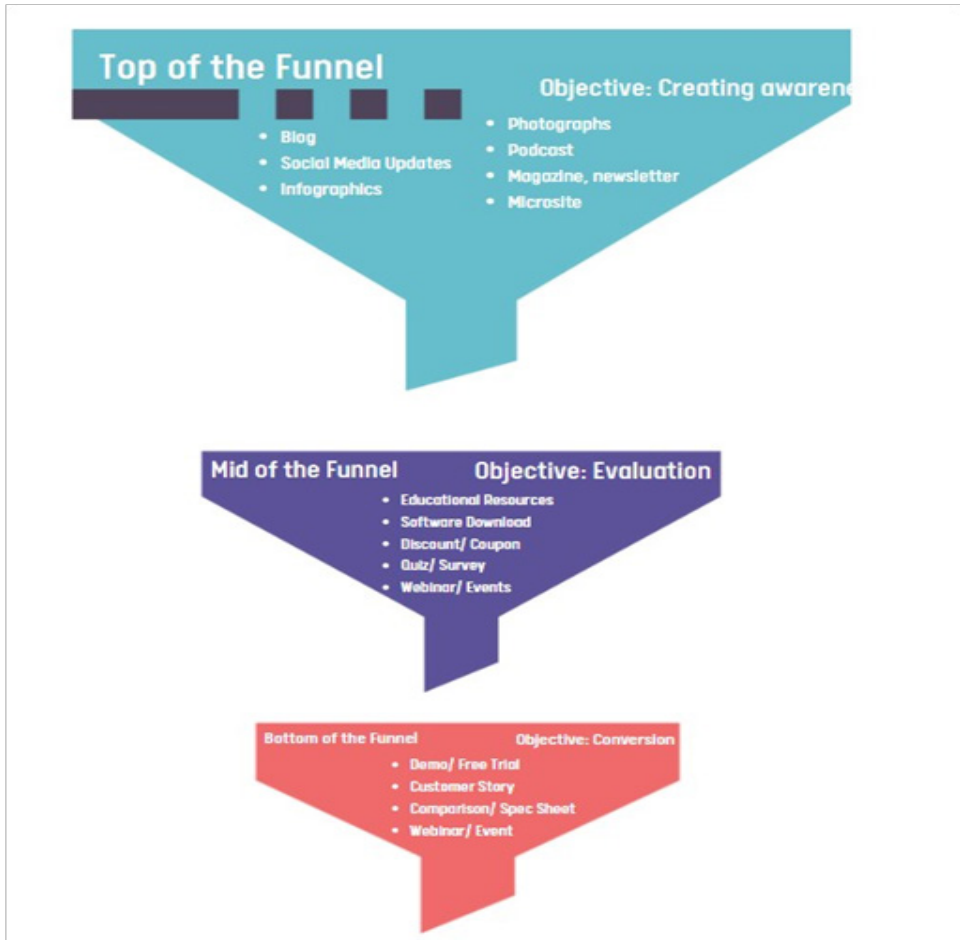 Top of the Funnel
Objective: Creating awarene
• Blog
• Social Media Updates
• Infographics
• Photographs
• Podcast
• Magazine, newsletter
• Microsite
Mid of the Funnel
Objective: Evaluation
• Educational Resources
• Software Download
• Discount/ Coupon
• Quiz/ Survey
• Webinar/ Events
Bottom of the Funnel
Objective: Conversion
• Demo/ Free Trial
• Customer Story
• Comparison/ Spec Sheet
• Webinar/ Event